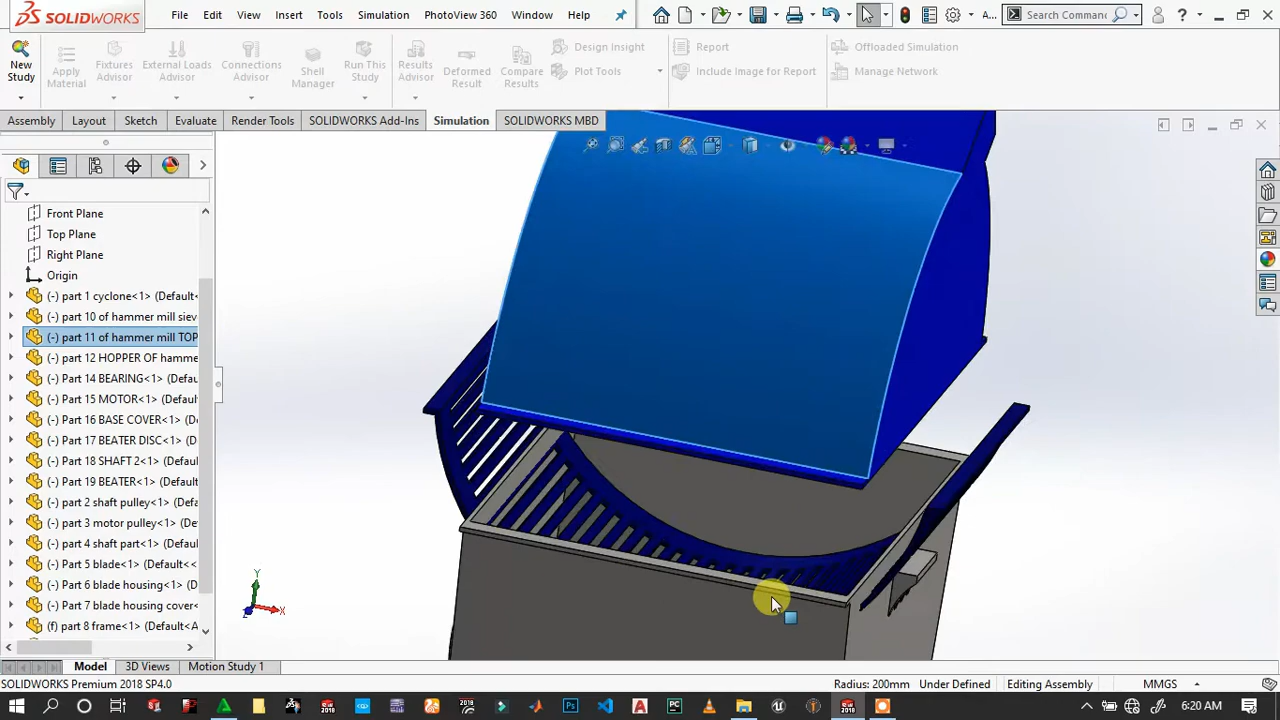 SOLIDWORKS File Edit View Insert Tools Simulation PhotoView 360 Window Help A... Search Comman
New Study
Apply Material
Fixtures Advisor
External Loads Advisor
Connections Advisor
Shell Manager
Run This Study
Results Advisor
Deformed Result
Compare Results
Design Insight
Plot Tools
Report
Include Image for Report
Offloaded Simulation
Manage Network
Assembly Layout Sketch Evaluate Render Tools SOLIDWORKS Add-Ins Simulation SOLIDWORKS MBD
Front Plane
Top Plane
Right Plane
Origin
(-) part 1 cyclone<1> (Default<
(-) part 10 of hammer mill siev
(-) part 11 of hammer mill TOP
(-) part 12 HOPPER OF hamme
(-) Part 14 BEARING<1> (Defau
(-) Part 15 MOTOR<1> (Defaul
(-) Part 16 BASE COVER<1> (D
(-) Part 17 BEATER DISC<1> (D
(-) Part 18 SHAFT 2<1> (Defau
(-) Part 19 BEATER<1> (Defaul
(-) part 2 shaft pulley<1> (Def
(-) part 3 motor pulley<1> (De
(-) part 4 shaft part<1> (Defau
(-) Part 5 blade<1> (Default<
(-) Part 6 blade housing<1> (D
(-) Part 7 blade housing cover<
(f) part 8 frame<1> (Default<A
Y
X
Z
Model 3D Views Motion Study 1
SOLIDWORKS Premium 2018 SP4.0 Radius: 200mm Under Defined Editing Assembly MMGS
6:20 AM